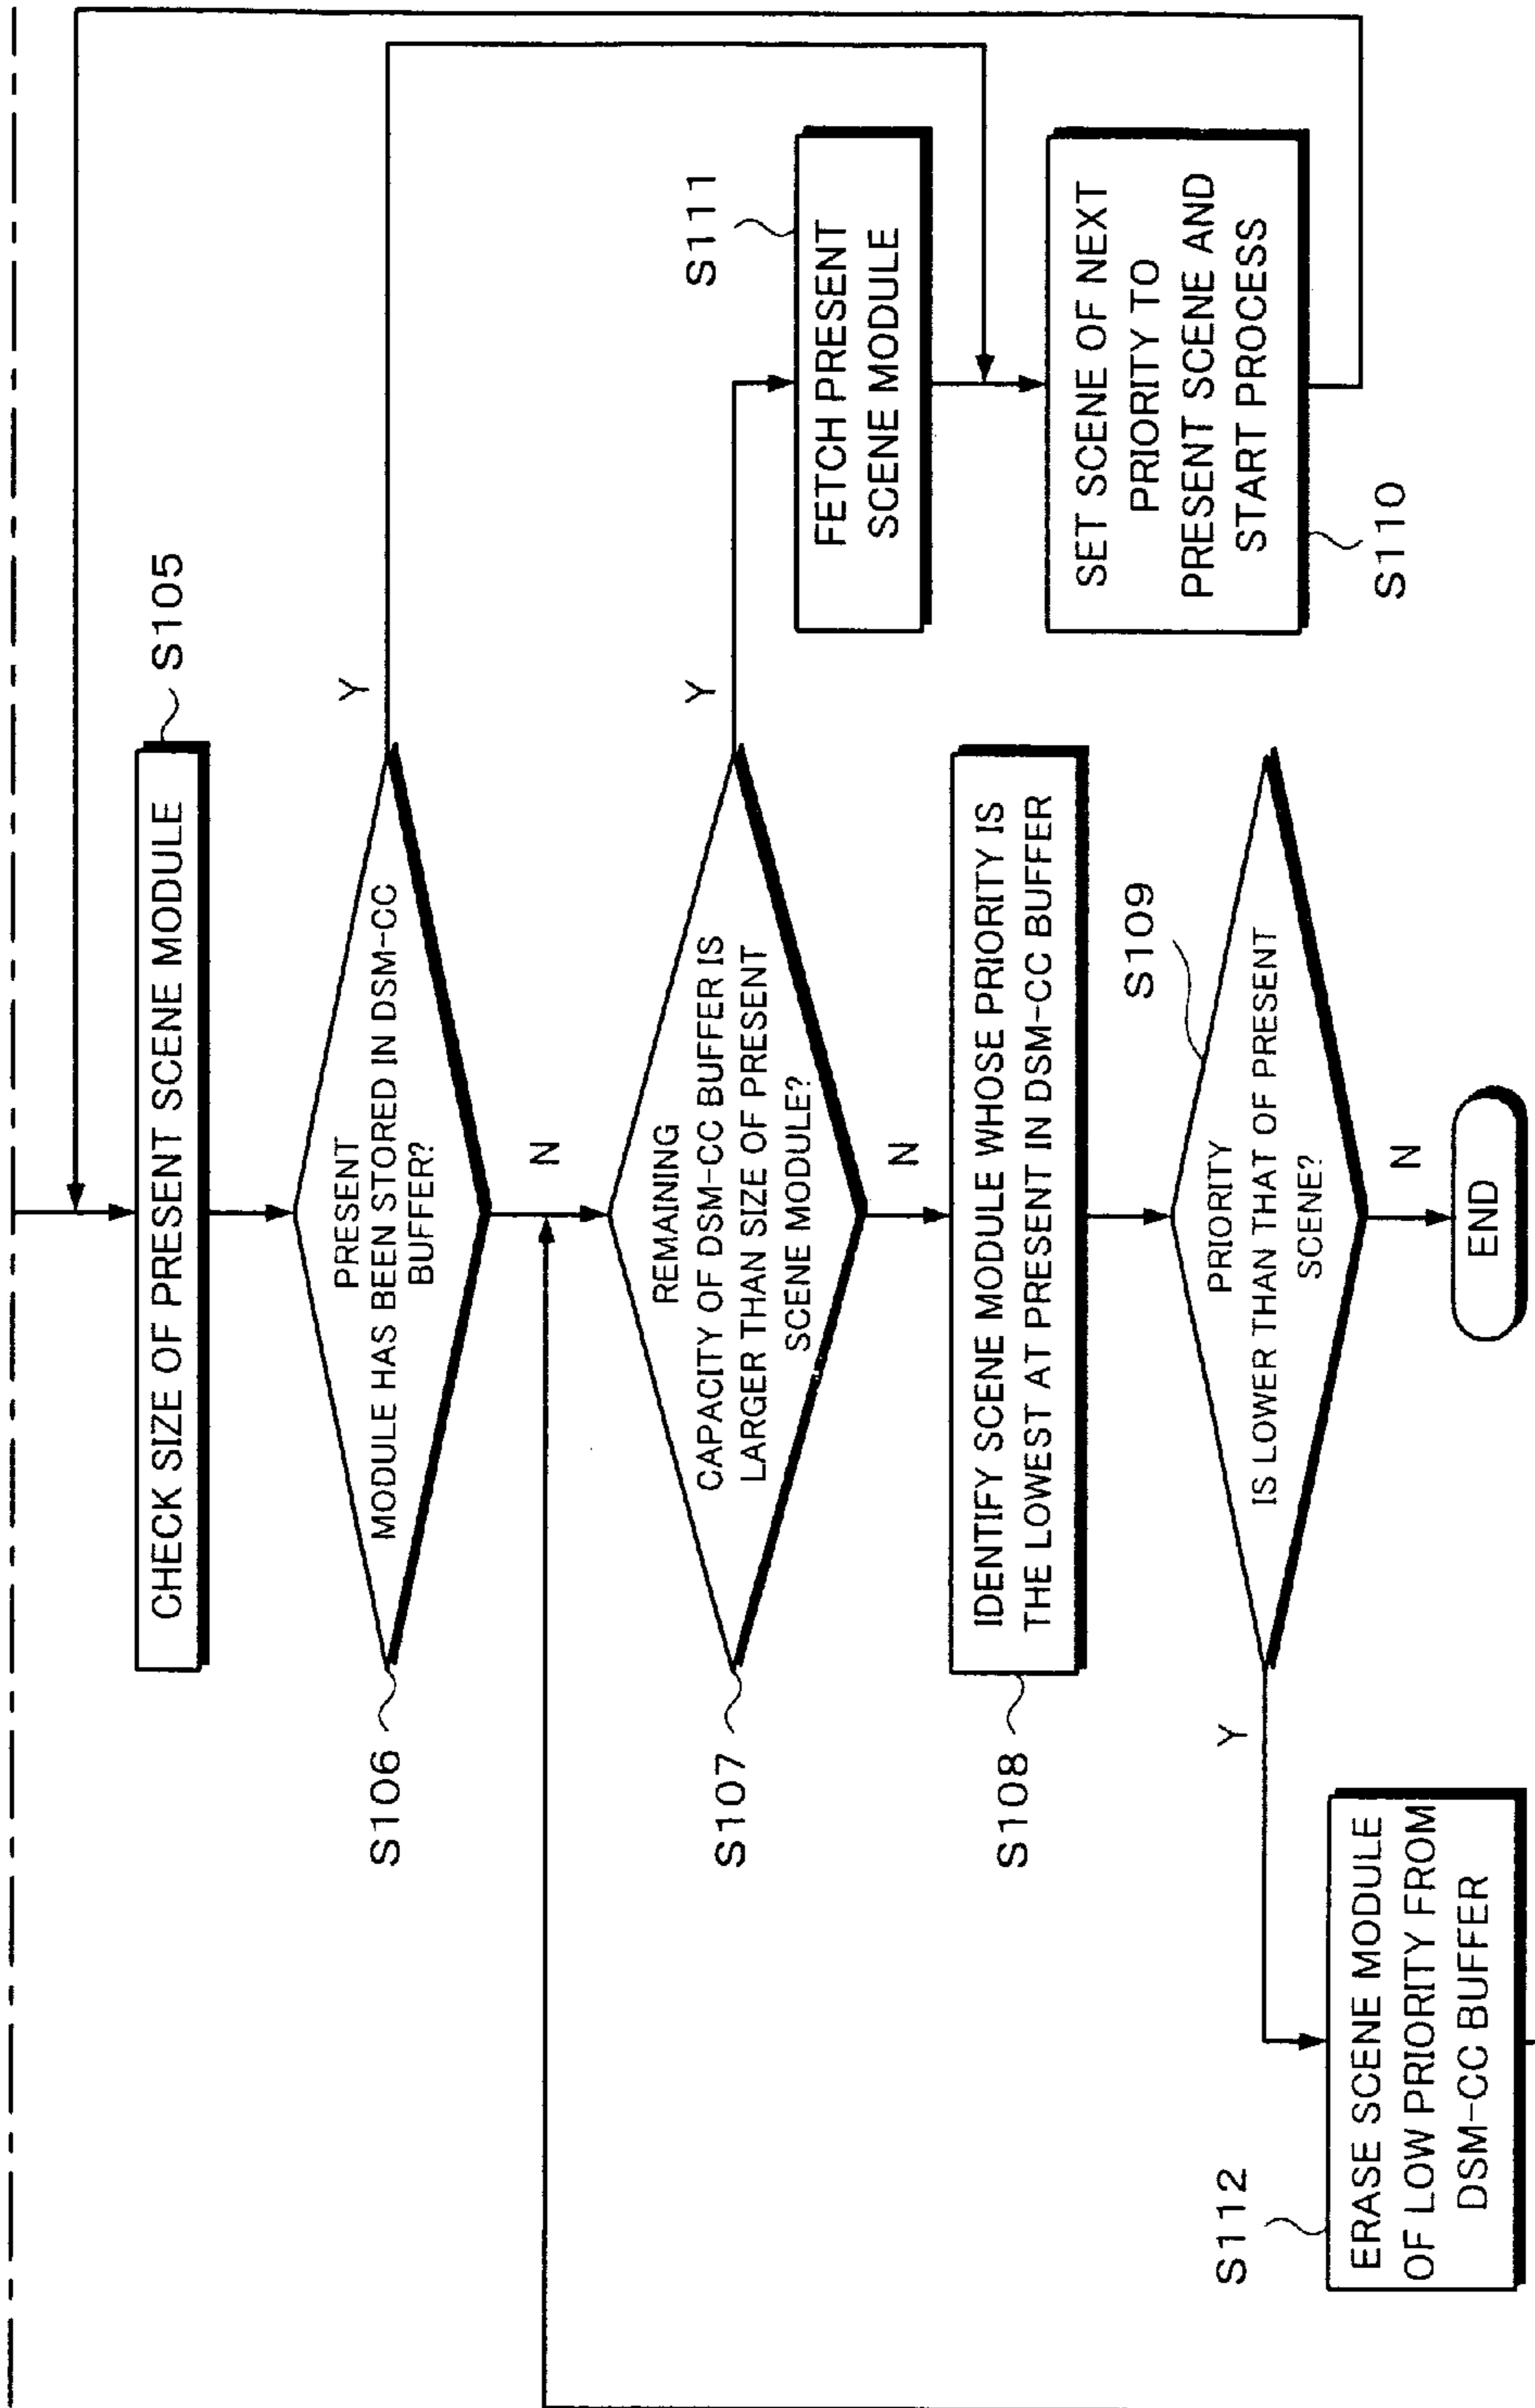 CHECK SIZE OF PRESENT SCENE MODULE
S105
PRESENT
MODULE HAS BEEN STORED IN DSM-CC
BUFFER?
S106
Y
N
REMAINING
CAPACITY OF DSM-CC BUFFER IS
LARGER THAN SIZE OF PRESENT
SCENE MODULE?
S107
Y
N
FETCH PRESENT
SCENE MODULE
S111
SET SCENE OF NEXT
PRIORITY TO
PRESENT SCENE AND
START PROCESS
S110
IDENTIFY SCENE MODULE WHOSE PRIORITY IS
THE LOWEST AT PRESENT IN DSM-CC BUFFER
S108
PRIORITY
IS LOWER THAN THAT OF PRESENT
SCENE?
S109
Y
N
ERASE SCENE MODULE
OF LOW PRIORITY FROM
DSM-CC BUFFER
S112
END